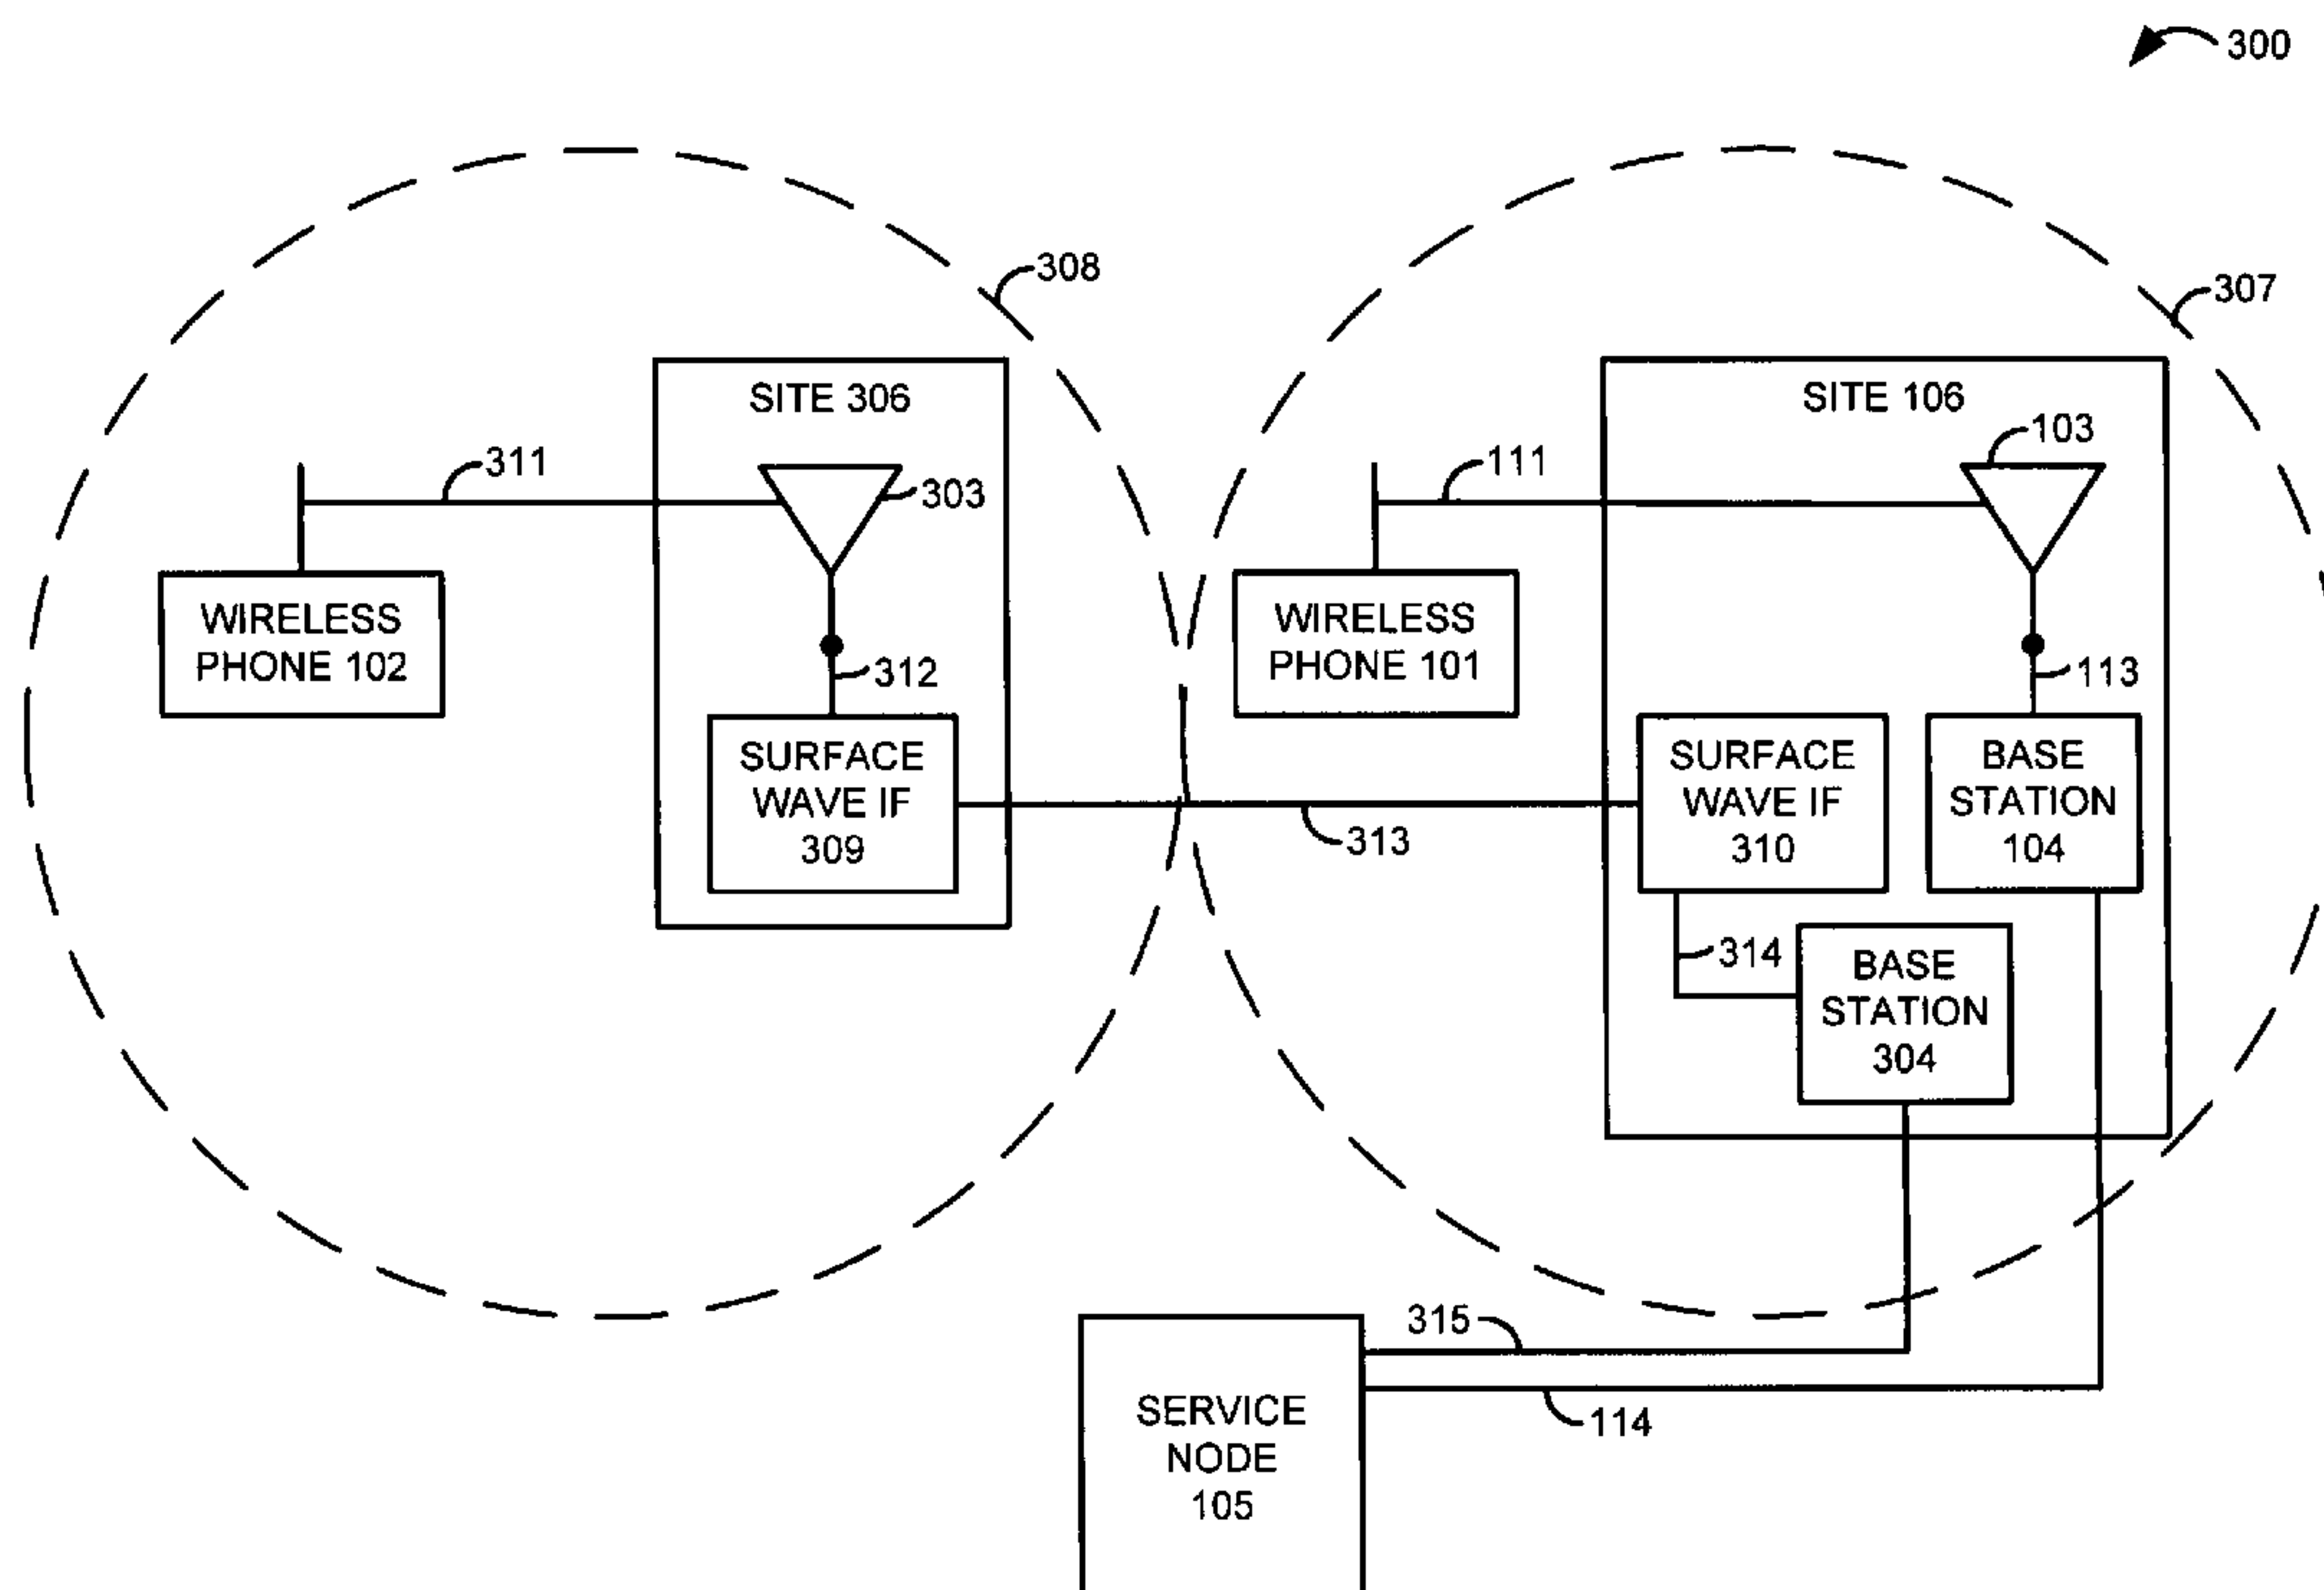 300
308
307
SITE 306
SITE 106
103
311
303
111
WIRELESS
PHONE 102
312
WIRELESS
PHONE 101
113
SURFACE
WAVE IF
309
313
SURFACE
WAVE IF
310
BASE
STATION
104
314
BASE
STATION
304
315
114
SERVICE
NODE
105